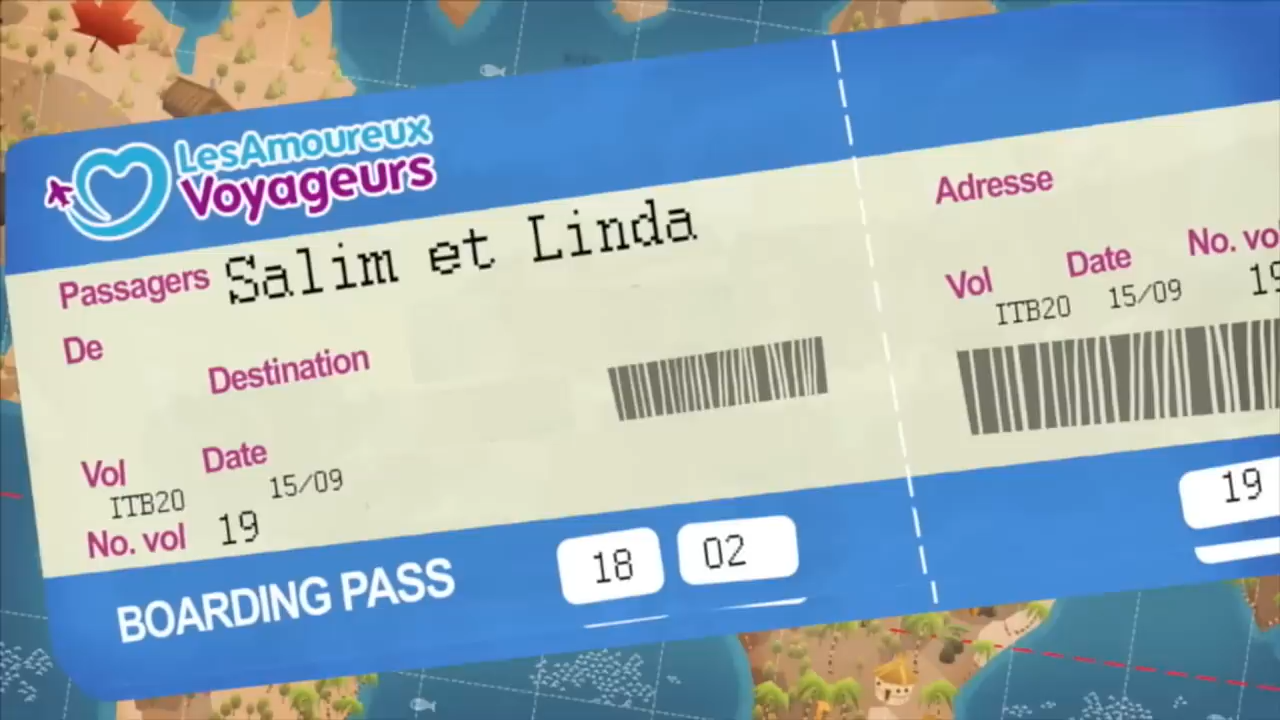 LesAmoureux
Voyageurs
Passagers Salim et Linda
De
Destination
Vol Date
ITB20 15/09
No. vol 19
BOARDING PASS
18 02
Adresse
Vol Date No. vo
ITB20 15/09 19
19